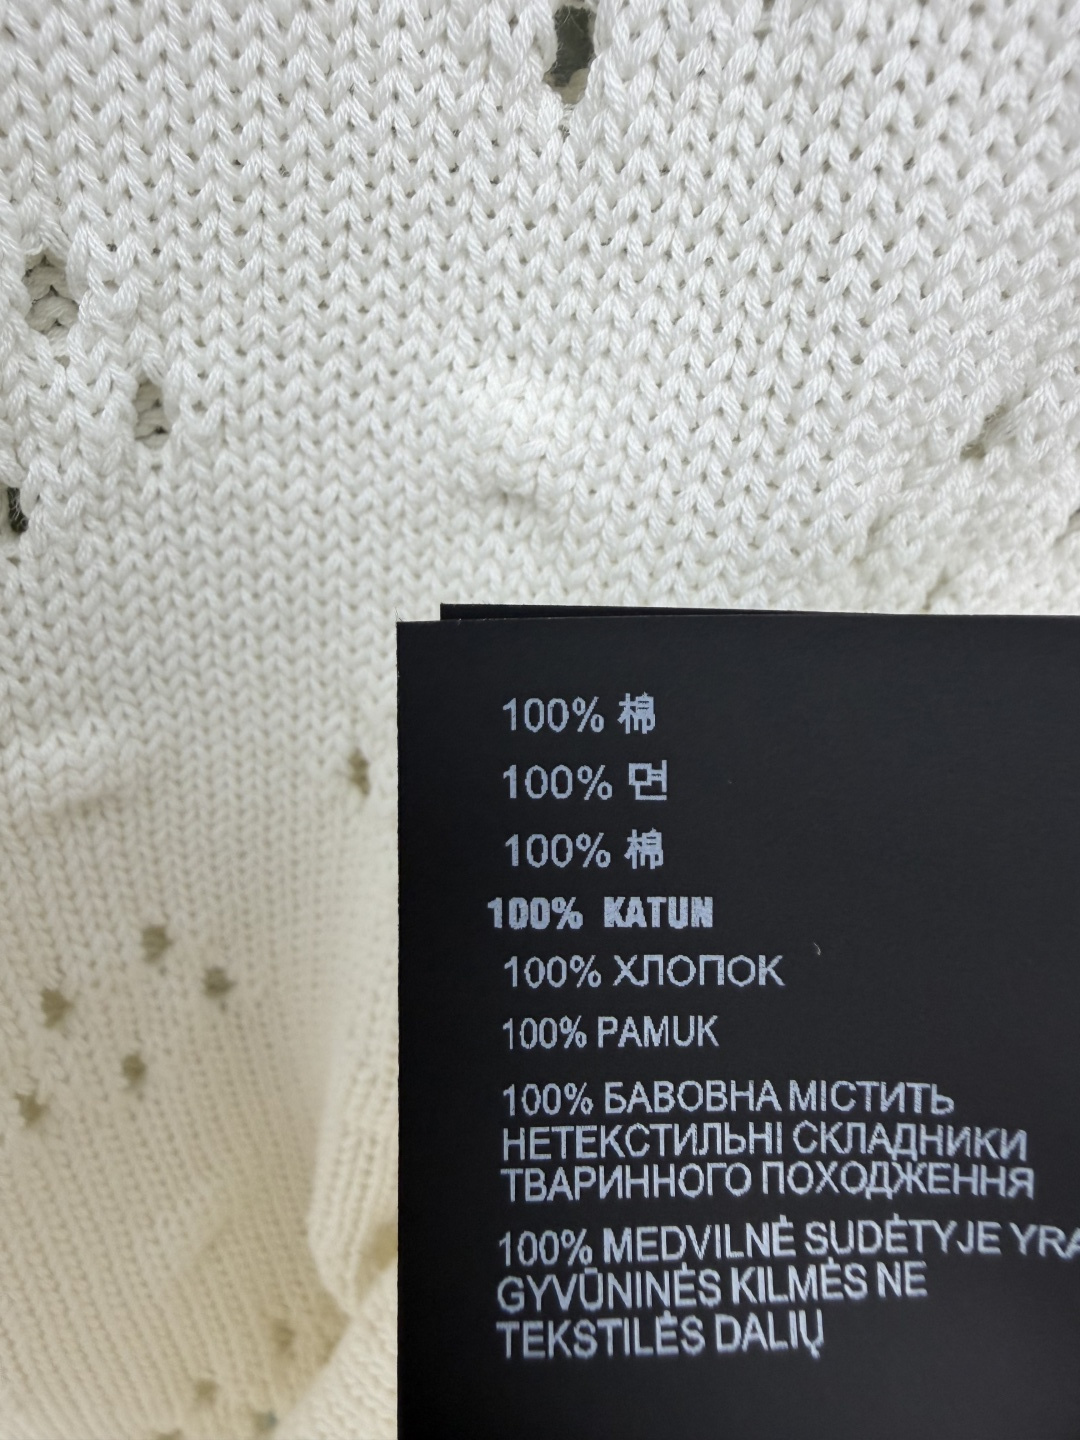 100% 棉
100% 면
100% 棉
100% KATUN
100% ХЛОПОК
100% PAMUK
100% БАВОВНА МІСТИТЬ
НЕТЕКСТИЛЬНІ СКЛАДНИКИ
ТВАРИННОГО ПОХОДЖЕННЯ
100% MEDVILNĖ SUDĖTYJE YRA
GYVŪNINĖS KILMĖS NE
TEKSTILĖS DALIŲ